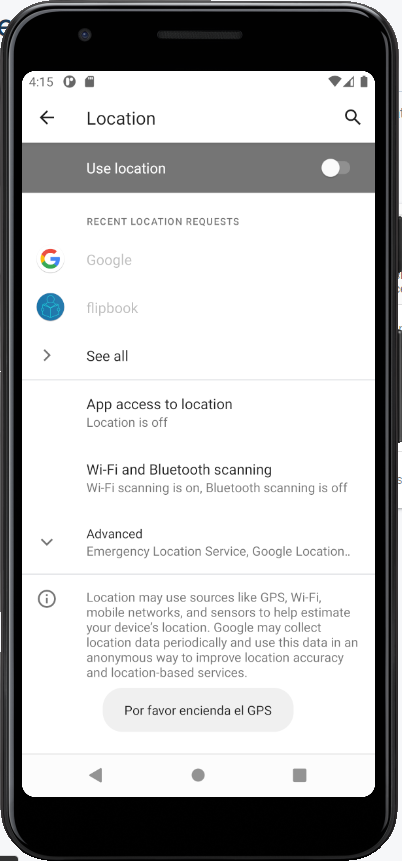 4:15
Location
Use location
RECENT LOCATION REQUESTS
Google
flipbook
See all
App access to location
Location is off
Wi-Fi and Bluetooth scanning
Wi-Fi scanning is on, Bluetooth scanning is off
Advanced
Emergency Location Service, Google Location..
Location may use sources like GPS, Wi-Fi,
mobile networks, and sensors to help estimate
your device's location. Google may collect
location data periodically and use this data in an
anonymous way to improve location accuracy
and location-based services.
Por favor encienda el GPS